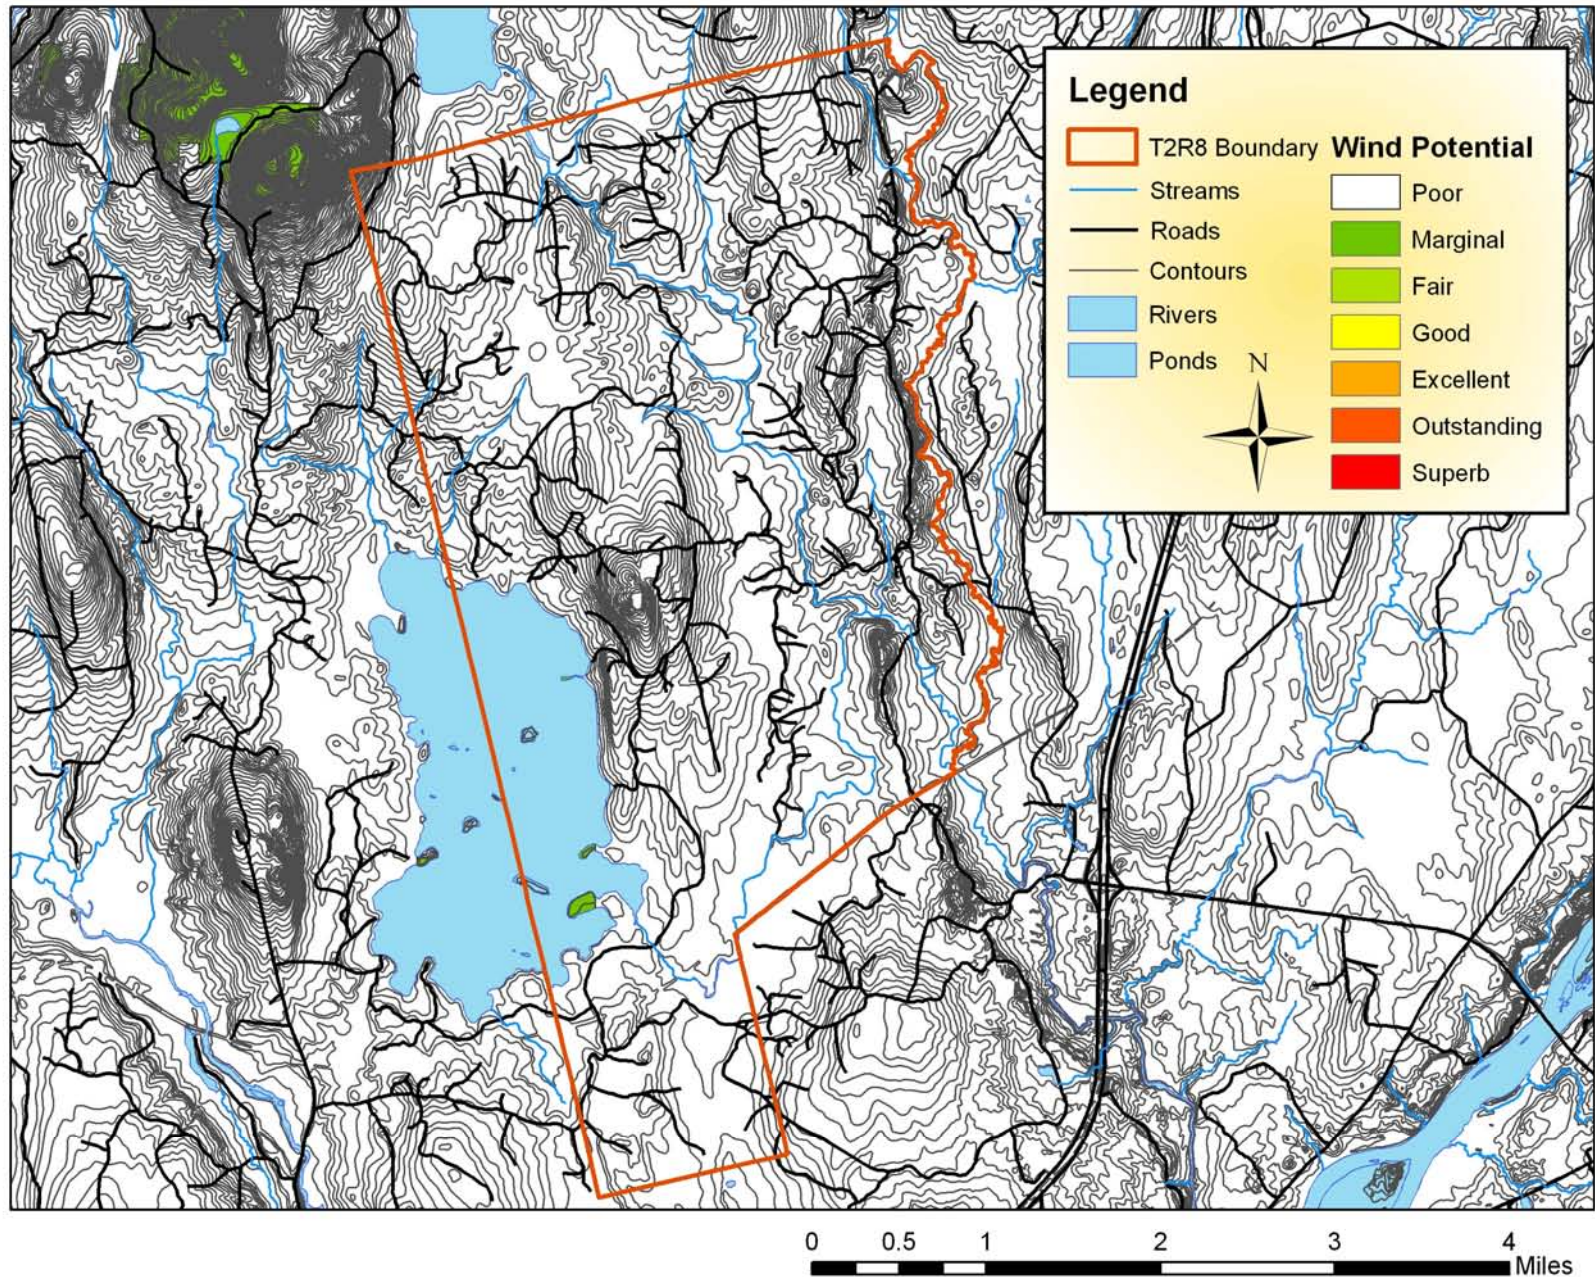 Legend
T2R8 Boundary
Streams
Roads
Contours
Rivers
Ponds
N
Wind Potential
Poor
Marginal
Fair
Good
Excellent
Outstanding
Superb
0 0.5 1 2 3 4
Miles